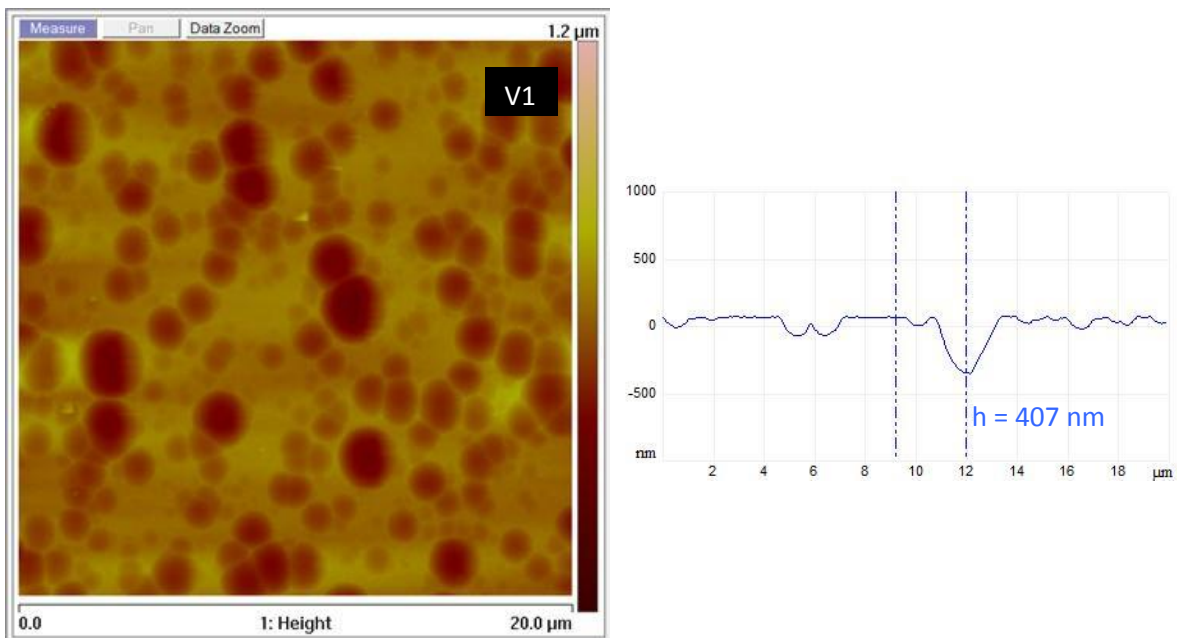 Measure Pan Data Zoom
1.2 µm
V1
0.0 1: Height 20.0 µm
1000
500
0
-500
nm
h = 407 nm
2 4 6 8 10 12 14 16 18 µm